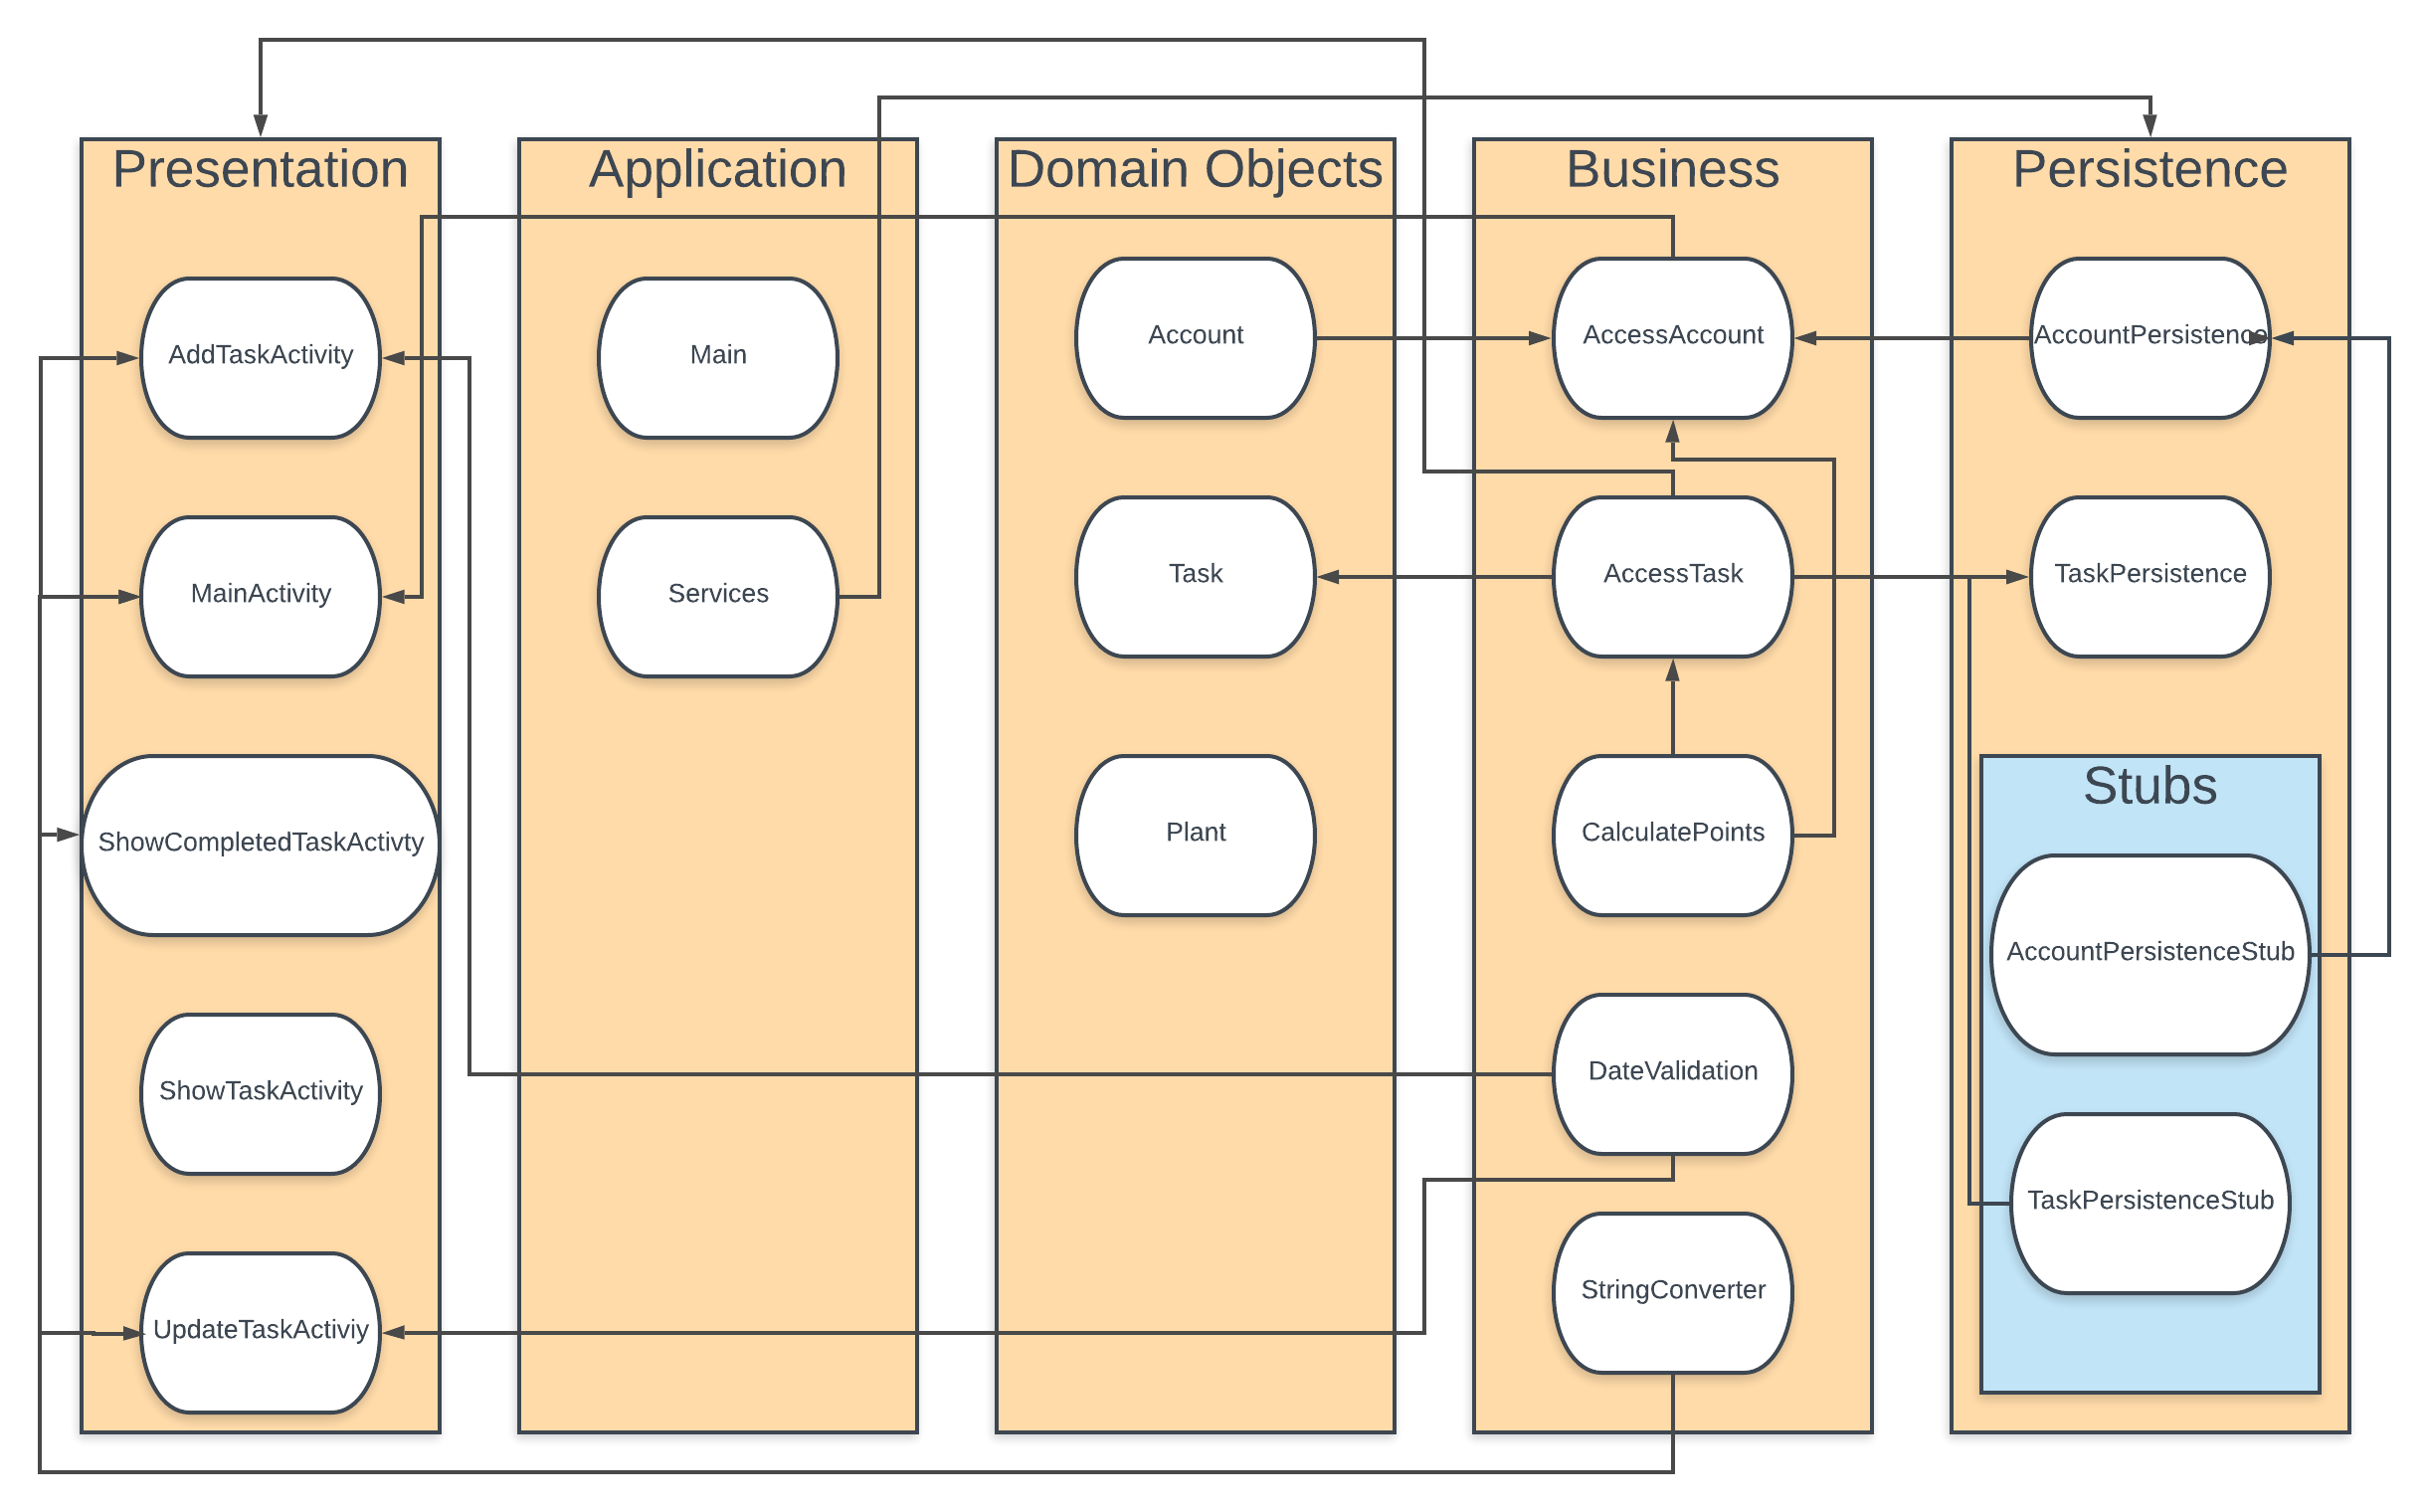 Presentation
AddTaskActivity
MainActivity
ShowCompletedTaskActivty
ShowTaskActivity
UpdateTaskActiviy
Application
Main
Services
Domain Objects
Account
Task
Plant
Business
AccessAccount
AccessTask
CalculatePoints
DateValidation
StringConverter
Persistence
AccountPersistence
TaskPersistence
Stubs
AccountPersistenceStub
TaskPersistenceStub